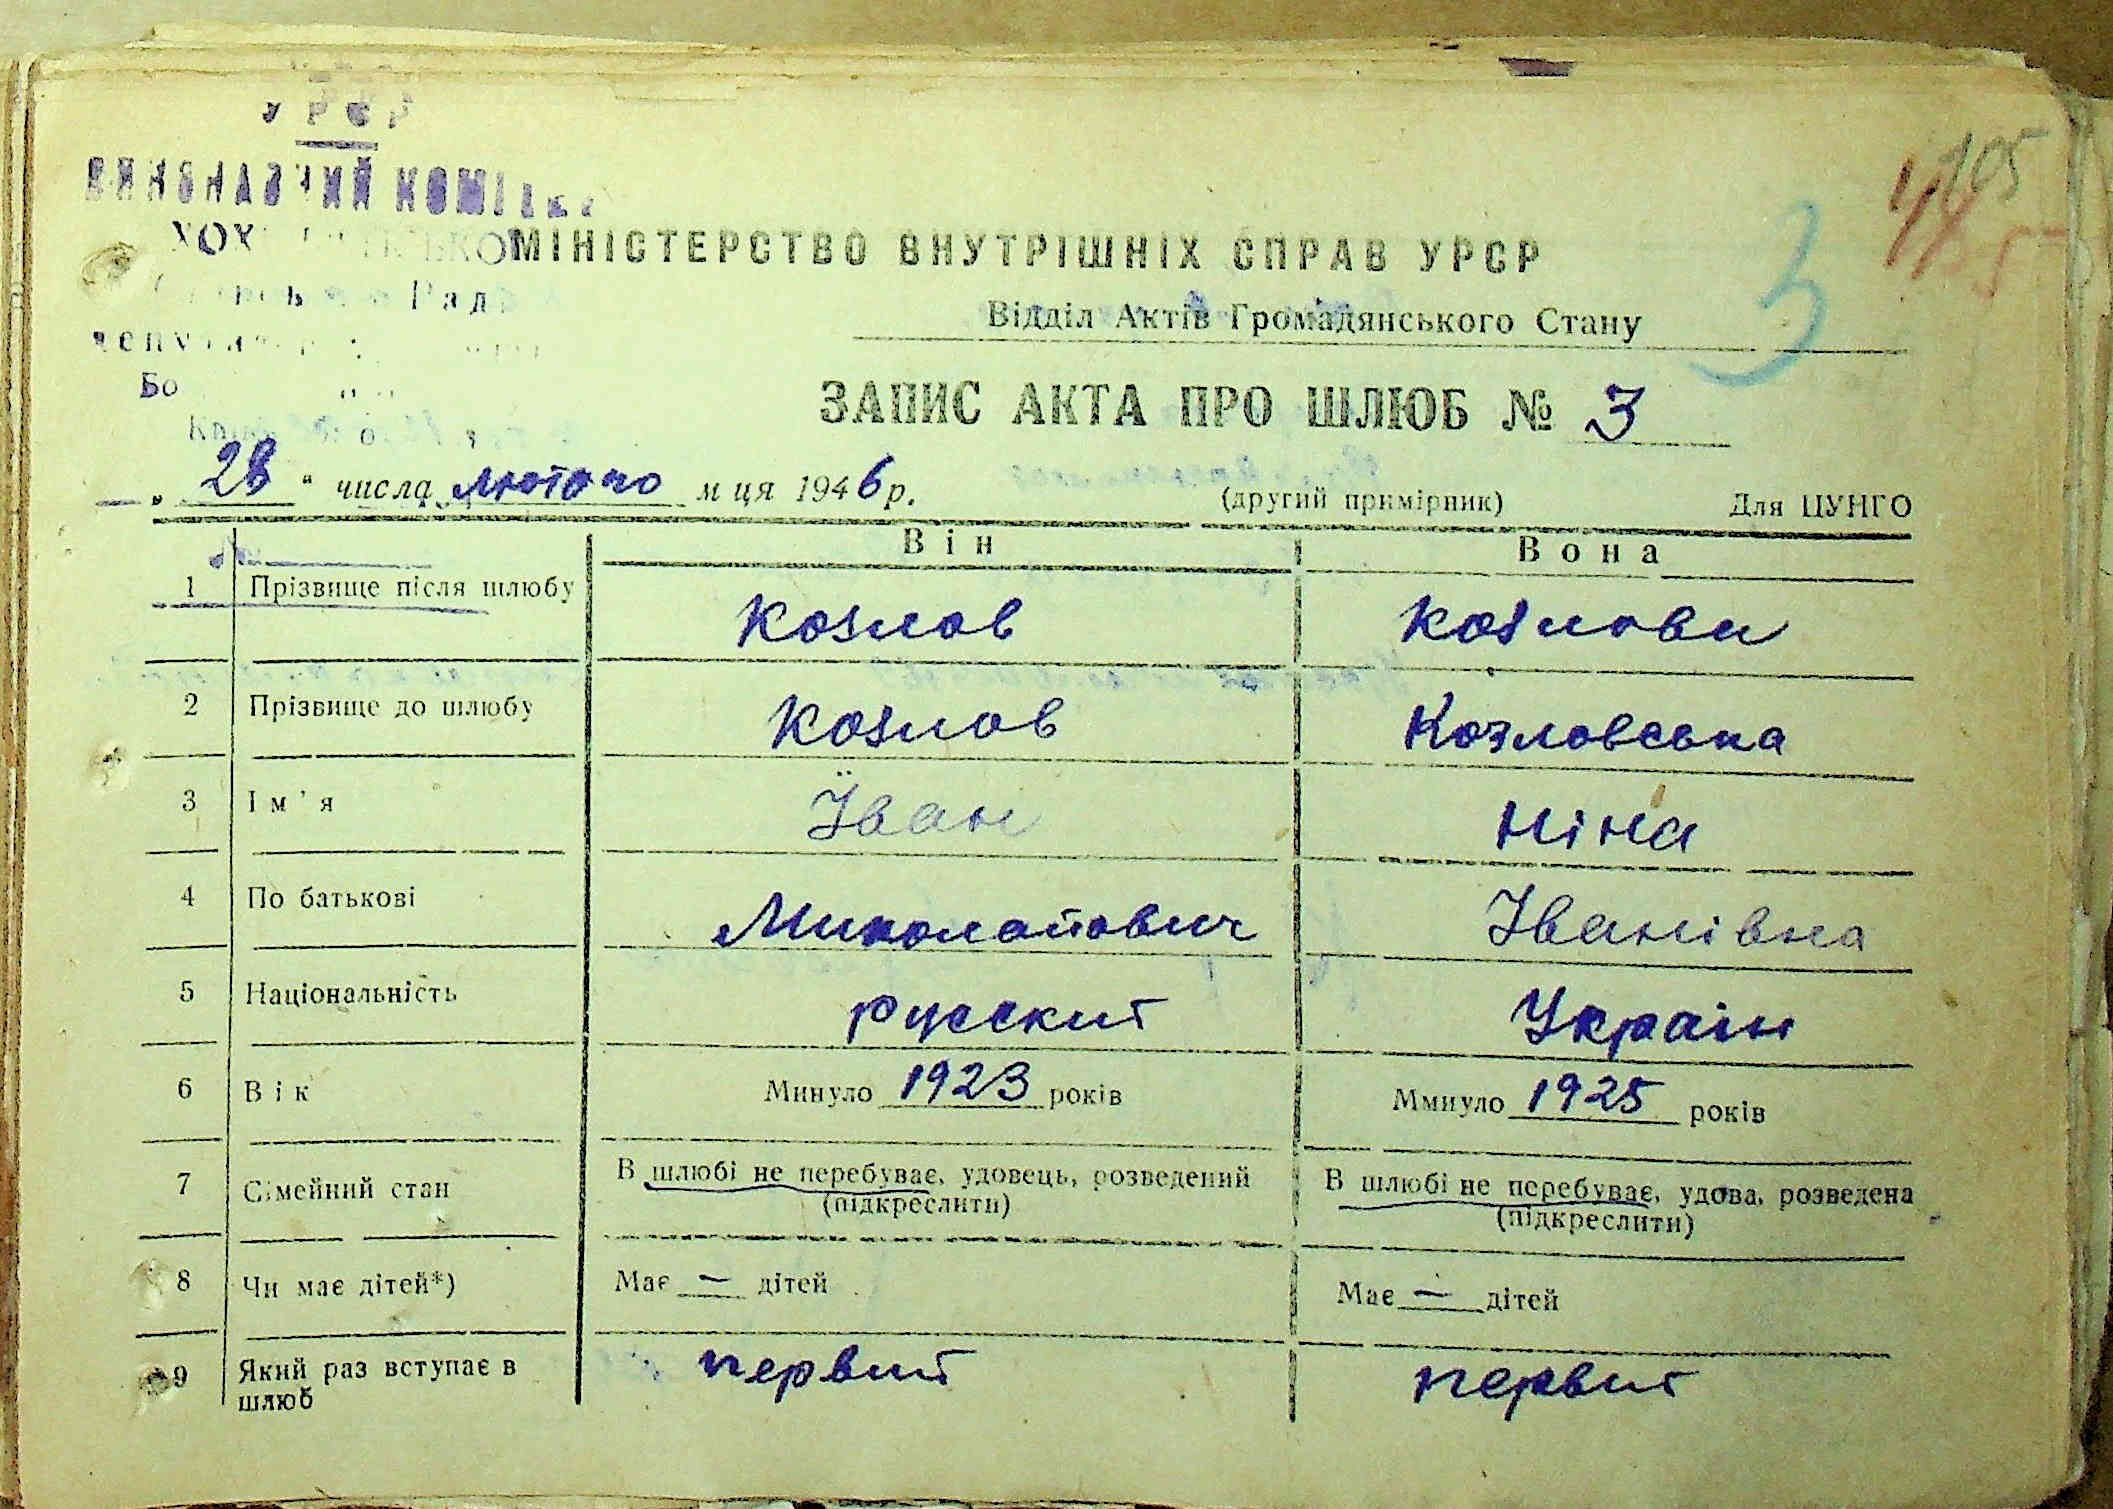 УРСР
ВИКОНАВЧИЙ КОМІТЕТ
МІНІСТЕРСТВО ВНУТРІШНІХ СПРАВ УРСР
Відділ Актів Громадянського Стану
3
105
ЗАПИС АКТА ПРО ШЛЮБ № 3
„ 28 " числа лютого м ця 1946 р. (другий примірник) Для ЦУНГО
Він Вона
1 Прізвище після шлюбу Козлов Козлова
2 Прізвище до шлюбу Козлов Козловська
3 Ім'я Іван Ніна
4 По батькові Миколайович Іванівна
5 Національність русский Україн
6 Вік Минуло 1923 років Ммнуло 1925 років
7 Сімейний стан В шлюбі не перебуває, удовець, розведений (підкреслити) В шлюбі не перебуває, удова, розведена (підкреслити)
8 Чи має дітей*) Має — дітей Має — дітей
9 Який раз вступає в шлюб первий первий